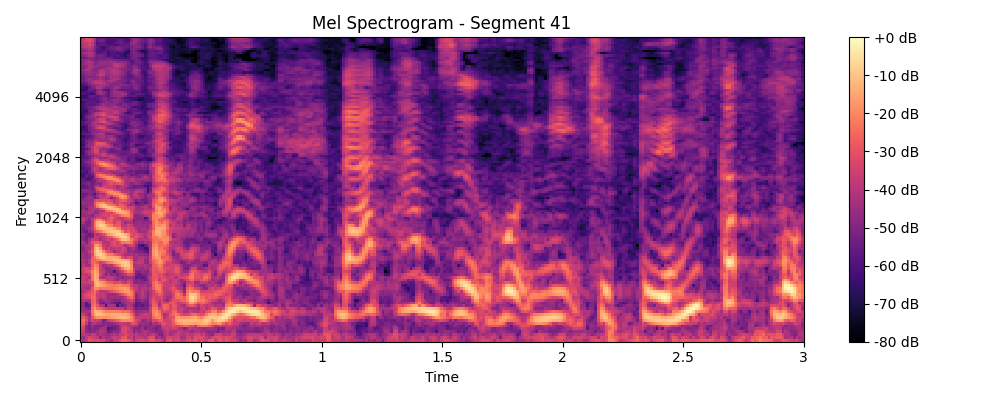 Mel Spectrogram - Segment 41
Frequency
4096
2048
1024
512
0
0
0.5
1
1.5
2
2.5
3
Time
+0 dB
-10 dB
-20 dB
-30 dB
-40 dB
-50 dB
-60 dB
-70 dB
-80 dB